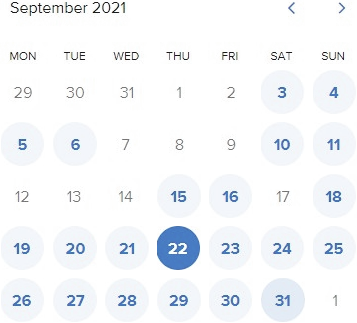 September 2021
MON TUE WED THU FRI SAT SUN
29 30 31 1 2 3 4
5 6 7 8 9 10 11
12 13 14 15 16 17 18
19 20 21 22 23 24 25
26 27 28 29 30 31 1